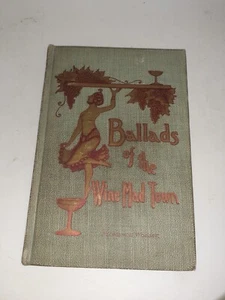 Ballads
of the
Wine Mad Town